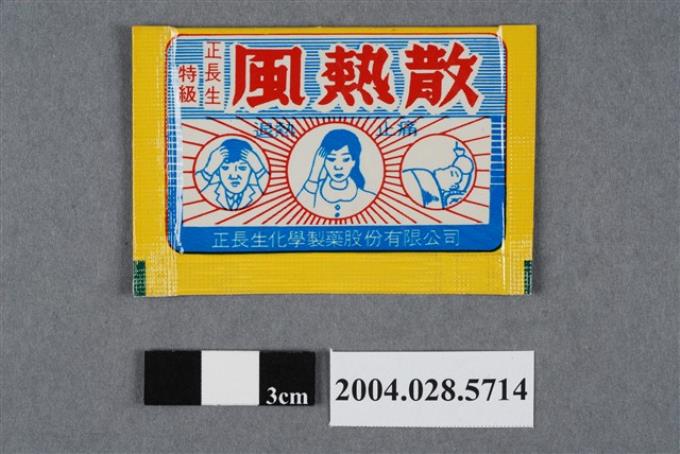 正長生
特級
風熱散
退熱 止痛
正長生化學製藥股份有限公司
3cm
2004.028.5714